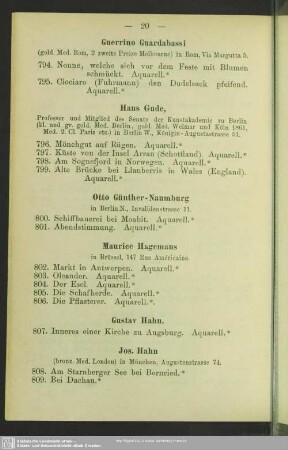 — 20 —
Guerrino Guardabassi
(gold. Med. Rom, 2 zweite Preise Melbourne) in Rom, Via Margutta 5.
794. Nonne, welche sich vor dem Feste mit Blumen
schmückt. Aquarell.*
795. Ciociaro (Fuhrmann) den Dudelsack pfeifend.
Aquarell.*
Hans Gude,
Professor und Mitglied des Senats der Kunstakademie zu Berlin
(kl. und gr. gold. Med. Berlin, gold. Med. Weimar und Köln 1861,
Med. 2. Cl. Paris etc.) in Berlin W., Königin-Augustastrasse 51.
796. Mönchgut auf Rügen. Aquarell.*
797. Küste von der Insel Arran (Schottland). Aquarell.*
798. Am Sognefjord in Norwegen. Aquarell.*
799. Alte Brücke bei Llanberris in Wales (England).
Aquarell.*
Otto Günther-Naumburg
in Berlin N., Invalidenstrasse 11.
800. Schiffbauerei bei Moabit. Aquarell.*
801. Abendstimmung. Aquarell.*
Maurice Hagemans
in Brüssel, 147 Rue Américaine.
802. Markt in Antwerpen. Aquarell.*
803. Oleander. Aquarell.*
804. Der Esel. Aquarell.*
805. Die Schafherde. Aquarell.*
806. Die Pflasterer. Aquarell.*
Gustav Hahn.
807. Inneres einer Kirche zu Augsburg. Aquarell.*
Jos. Hahn
(bronz. Med. London) in München, Augustenstrasse 74.
808. Am Starnberger See bei Bernried.*
809. Bei Dachau.*